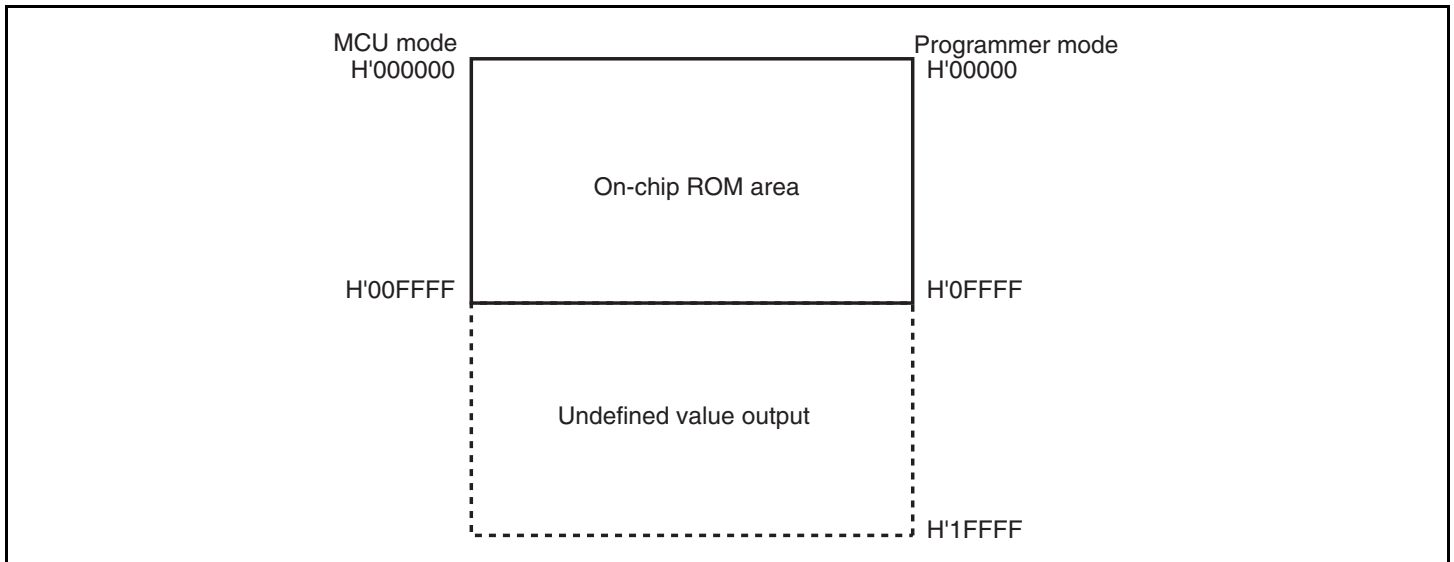 MCU mode
Programmer mode
H'000000
H'00000
On-chip ROM area
H'00FFFF
H'0FFFF
Undefined value output
H'1FFFF